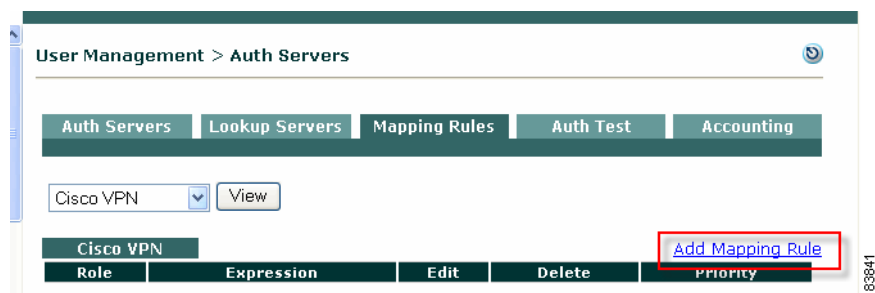 User Management > Auth Servers
Auth Servers Lookup Servers Mapping Rules Auth Test Accounting
Cisco VPN View
Cisco VPN Add Mapping Rule
Role Expression Edit Delete Priority
83841